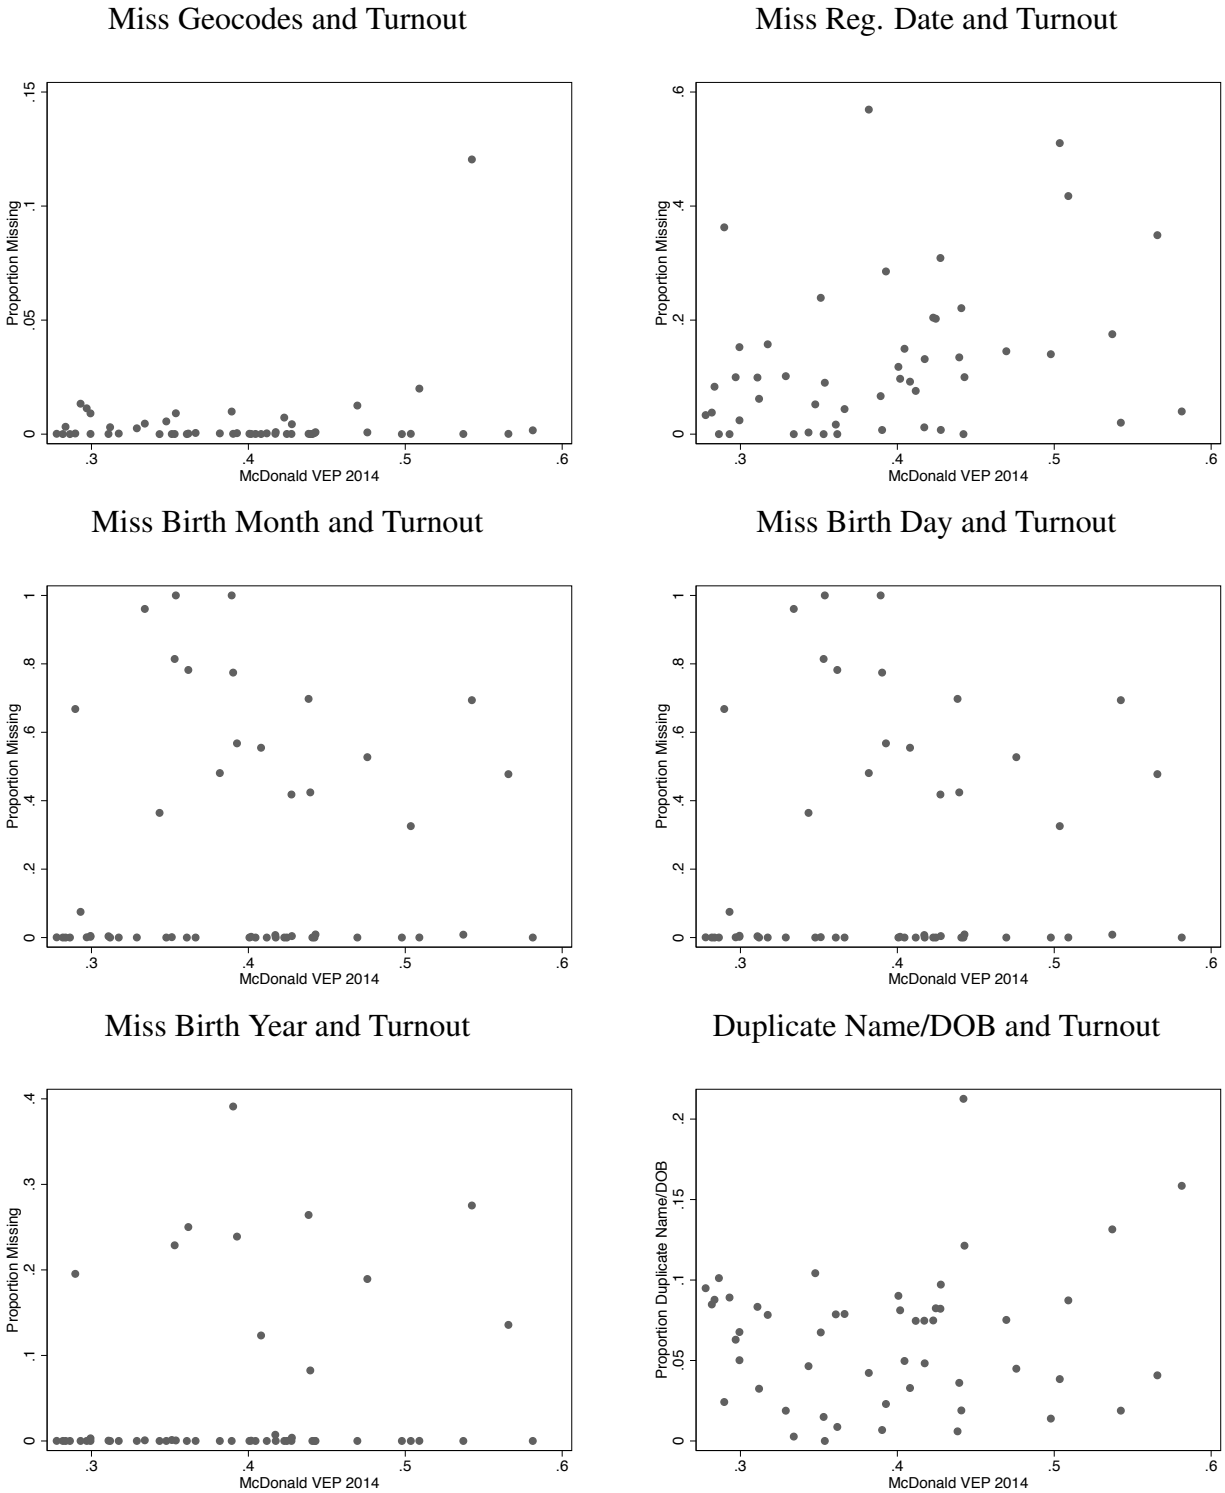 Miss Geocodes and Turnout
Proportion Missing
0 .05 .1 .15
.3 .4 .5 .6
McDonald VEP 2014
Miss Reg. Date and Turnout
Proportion Missing
0 .2 .4 .6
.3 .4 .5 .6
McDonald VEP 2014
Miss Birth Month and Turnout
Proportion Missing
0 .2 .4 .6 .8 1
.3 .4 .5 .6
McDonald VEP 2014
Miss Birth Day and Turnout
Proportion Missing
0 .2 .4 .6 .8 1
.3 .4 .5 .6
McDonald VEP 2014
Miss Birth Year and Turnout
Proportion Missing
0 .1 .2 .3 .4
.3 .4 .5 .6
McDonald VEP 2014
Duplicate Name/DOB and Turnout
Proportion Duplicate Name/DOB
0 .05 .1 .15 .2
.3 .4 .5 .6
McDonald VEP 2014